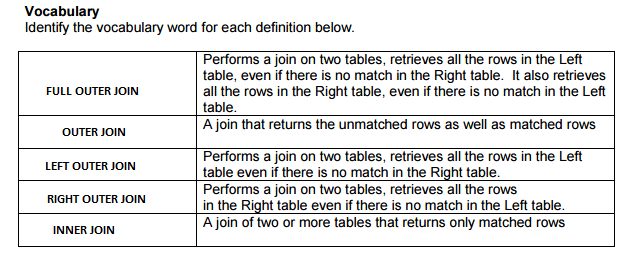 Vocabulary
Identify the vocabulary word for each definition below.
FULL OUTER JOIN
Performs a join on two tables, retrieves all the rows in the Left
table, even if there is no match in the Right table.  It also retrieves
all the rows in the Right table, even if there is no match in the Left
table.
OUTER JOIN
A join that returns the unmatched rows as well as matched rows
LEFT OUTER JOIN
Performs a join on two tables, retrieves all the rows in the Left
table even if there is no match in the Right table.
RIGHT OUTER JOIN
Performs a join on two tables, retrieves all the rows
in the Right table even if there is no match in the Left table.
INNER JOIN
A join of two or more tables that returns only matched rows